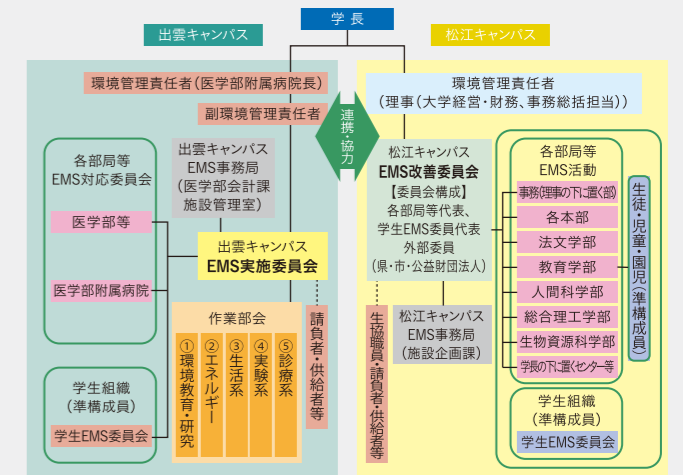 学長
出雲キャンパス
松江キャンパス
環境管理責任者(医学部附属病院長)
副環境管理責任者
環境管理責任者
(理事(大学経営・財務、事務総括担当))
連携・協力
各部局等
EMS対応委員会
医学部等
医学部附属病院
学生組織
(準構成員)
学生EMS委員会
出雲キャンパス
EMS事務局
(医学部会計課
施設管理室)
出雲キャンパス
EMS実施委員会
作業部会
①環境教育・研究
②エネルギー
③生活系
④実験系
⑤診療系
請負者・供給者等
松江キャンパス
EMS改善委員会
【委員会構成】
各部局等代表、
学生EMS委員代表
外部委員
(県・市・公益財団法人)
生協職員・請負者・供給者等
松江キャンパス
EMS事務局
(施設企画課)
各部局等
EMS活動
事務(理事の下に置く部)
各本部
法文学部
教育学部
人間科学部
総合理工学部
生物資源科学部
学長の下に置くセンター等
生徒・児童・園児(準構成員)
学生組織
(準構成員)
学生EMS委員会